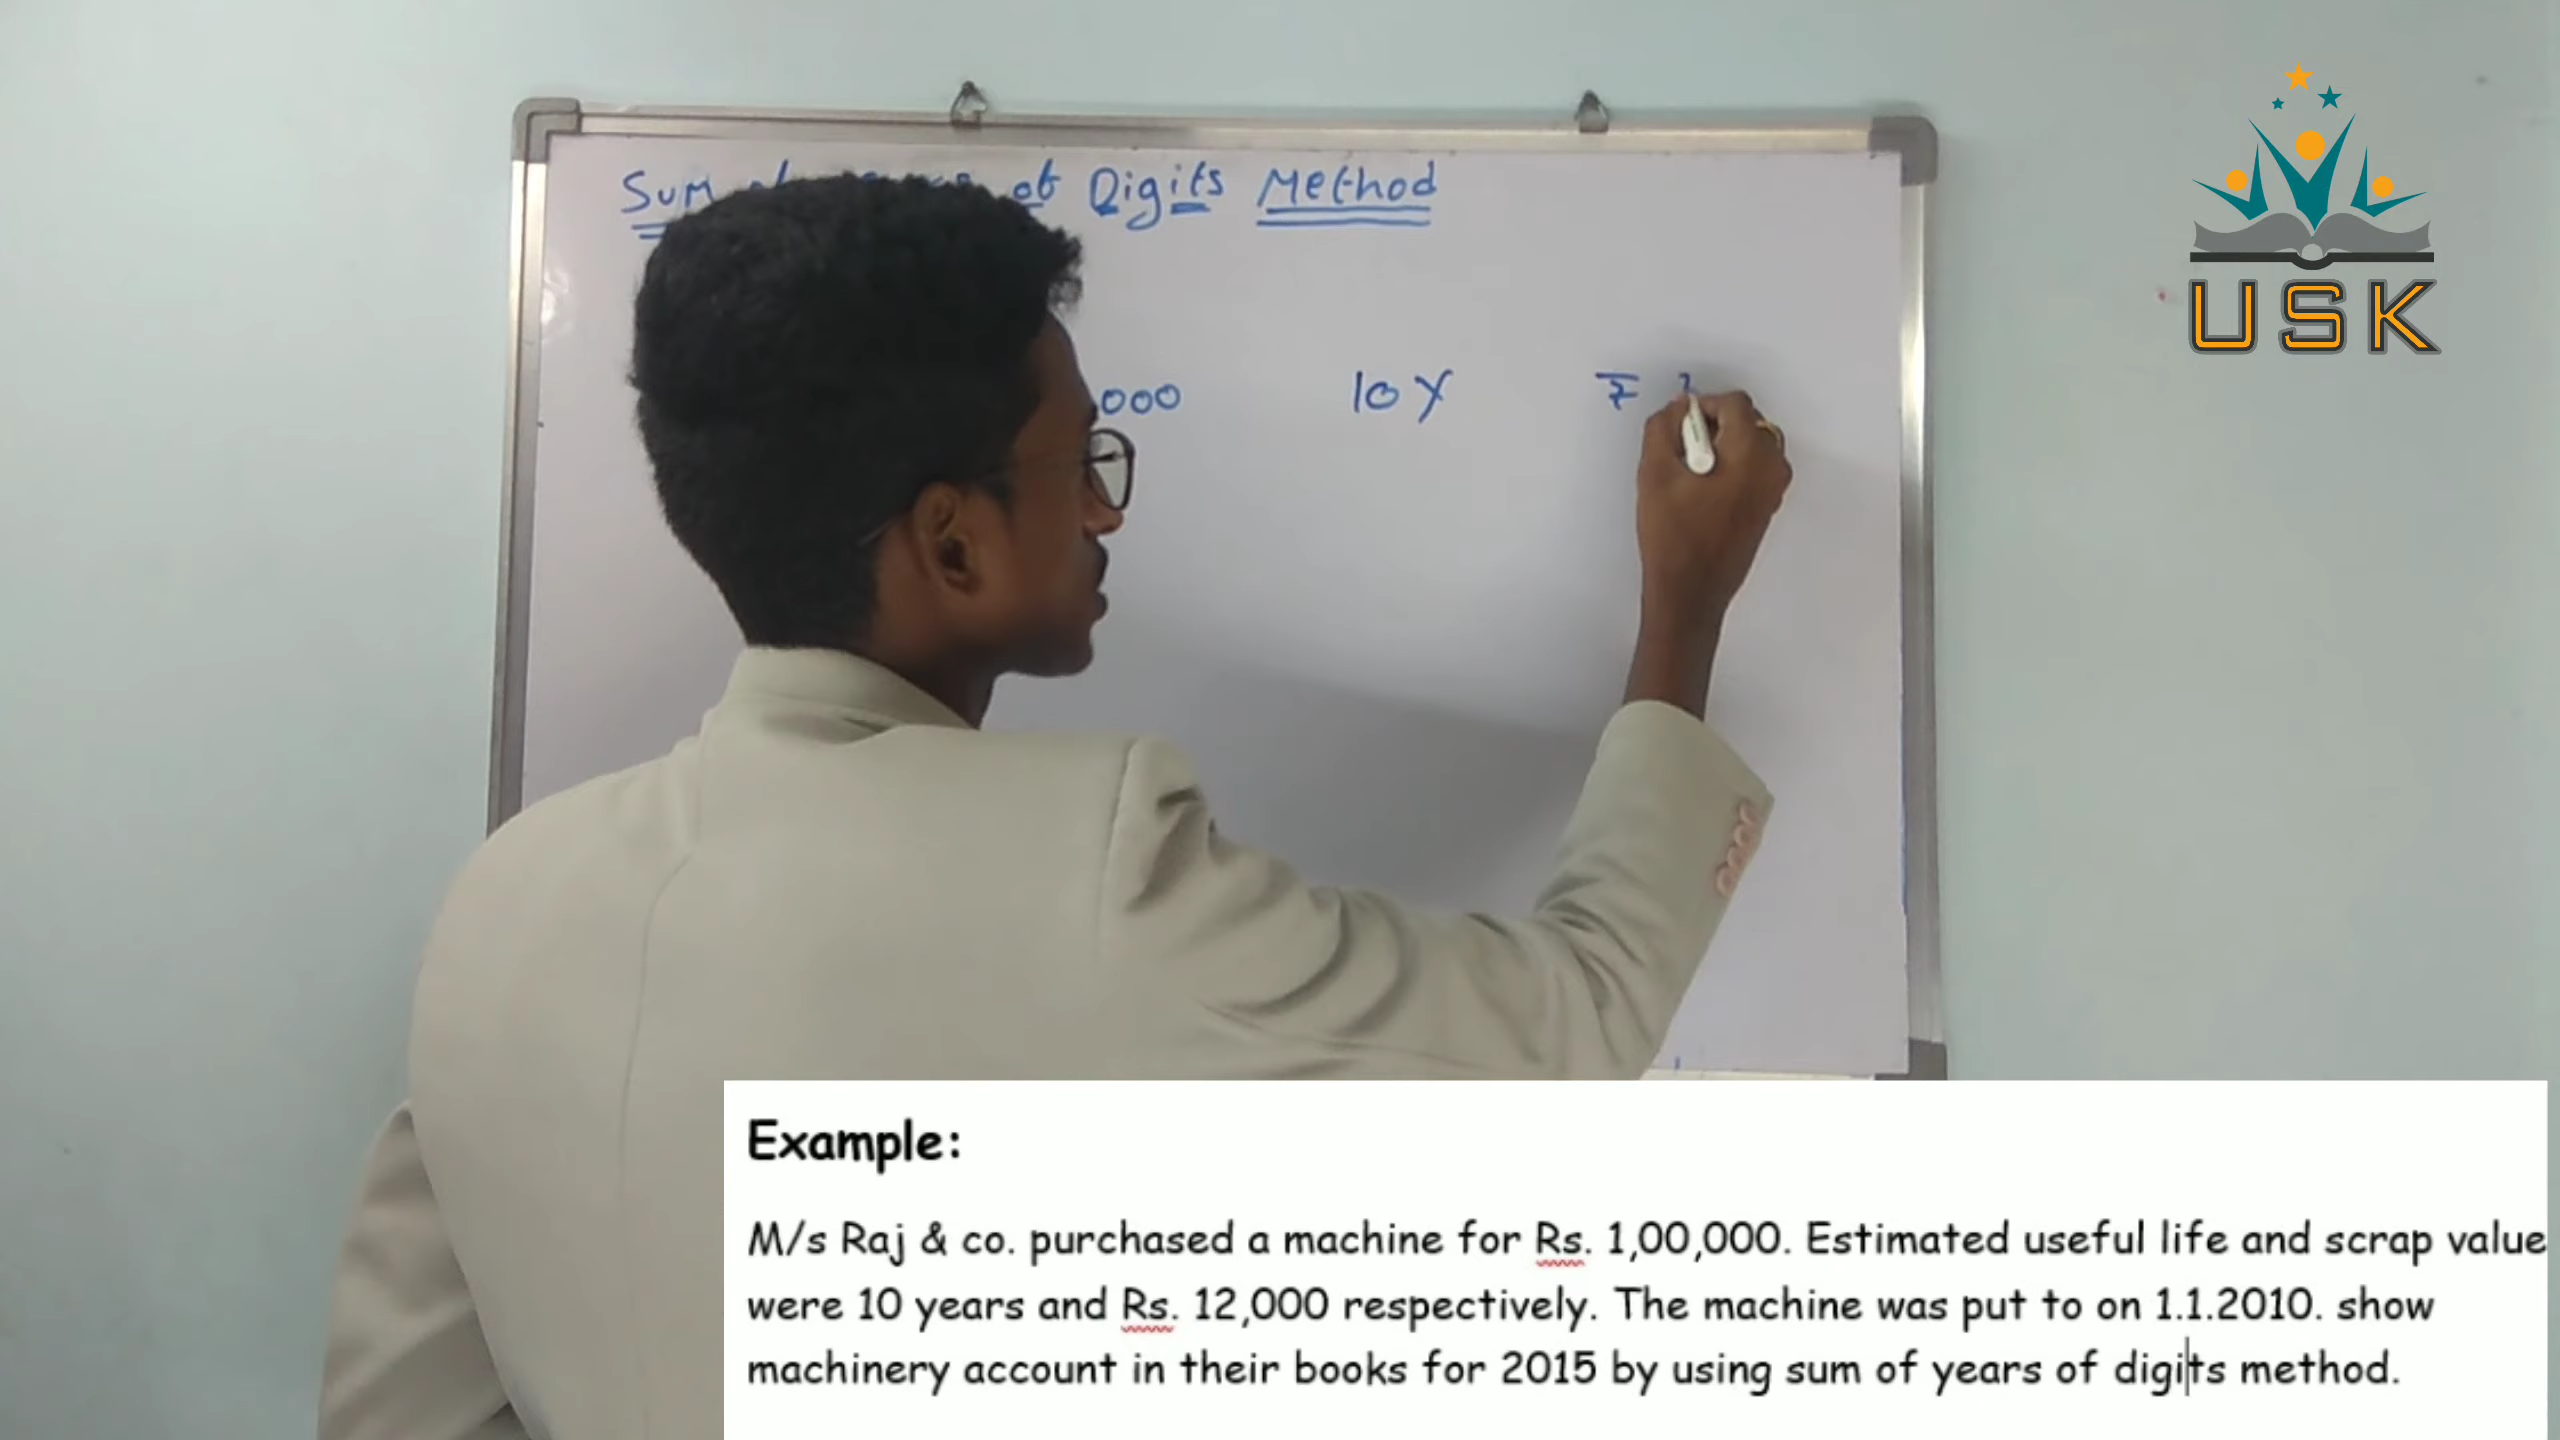 Sum of Digits Method
000 10 Y ₹
USK
Example:
M/s Raj & co. purchased a machine for Rs. 1,00,000. Estimated useful life and scrap value
were 10 years and Rs. 12,000 respectively. The machine was put to on 1.1.2010. show
machinery account in their books for 2015 by using sum of years of digits method.